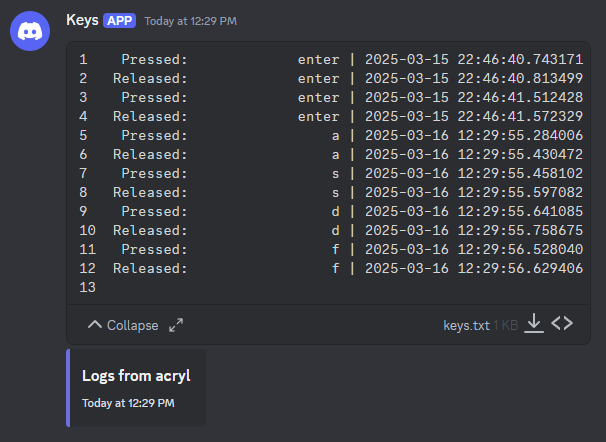 Keys APP Today at 12:29 PM
1 Pressed: enter | 2025-03-15 22:46:40.743171
2 Released: enter | 2025-03-15 22:46:40.813499
3 Pressed: enter | 2025-03-15 22:46:41.512428
4 Released: enter | 2025-03-15 22:46:41.572329
5 Pressed: a | 2025-03-16 12:29:55.284006
6 Released: a | 2025-03-16 12:29:55.430472
7 Pressed: s | 2025-03-16 12:29:55.458102
8 Released: s | 2025-03-16 12:29:55.597082
9 Pressed: d | 2025-03-16 12:29:55.641085
10 Released: d | 2025-03-16 12:29:55.758675
11 Pressed: f | 2025-03-16 12:29:56.528040
12 Released: f | 2025-03-16 12:29:56.629406
13
Collapse keys.txt 1 KB
Logs from acryl
Today at 12:29 PM